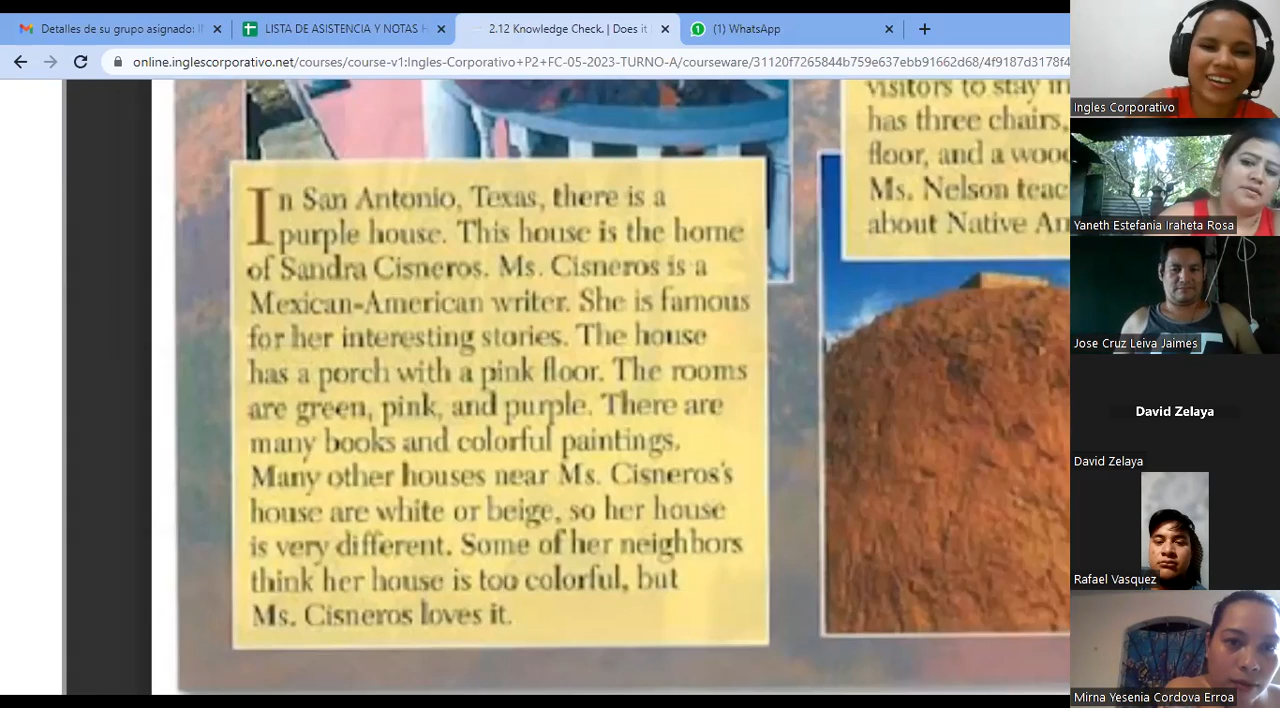 Detalles de su grupo asignado: I
LISTA DE ASISTENCIA Y NOTAS
2.12 Knowledge Check. | Does it
(1) WhatsApp
online.inglescorporativo.net/courses/course-v1:Ingles-Corporativo+P2+FC-05-2023-TURNO-A/courseware/31120f7265844b759e637ebb91662d68/4f9187d3178f4
visitors to stay in
has three chairs,
floor, and a
Ms. Nelson
about Native
In San Antonio, Texas, there is a
purple house. This house is the home
of Sandra Cisneros. Ms. Cisneros is a
Mexican-American writer. She is famous
for her interesting stories. The house
has a porch with a pink floor. The rooms
are green, pink, and purple. There are
many books and colorful paintings.
Many other houses near Ms. Cisneros's
house are white or beige, so her house
is very different. Some of her neighbors
think her house is too colorful, but
Ms. Cisneros loves it.
Ingles Corporativo
Yaneth Estefania Iraheta Rosa
Jose Cruz Leiva Jaimes
David Zelaya
David Zelaya
Rafael Vasquez
Mirna Yesenia Cordova Erroa